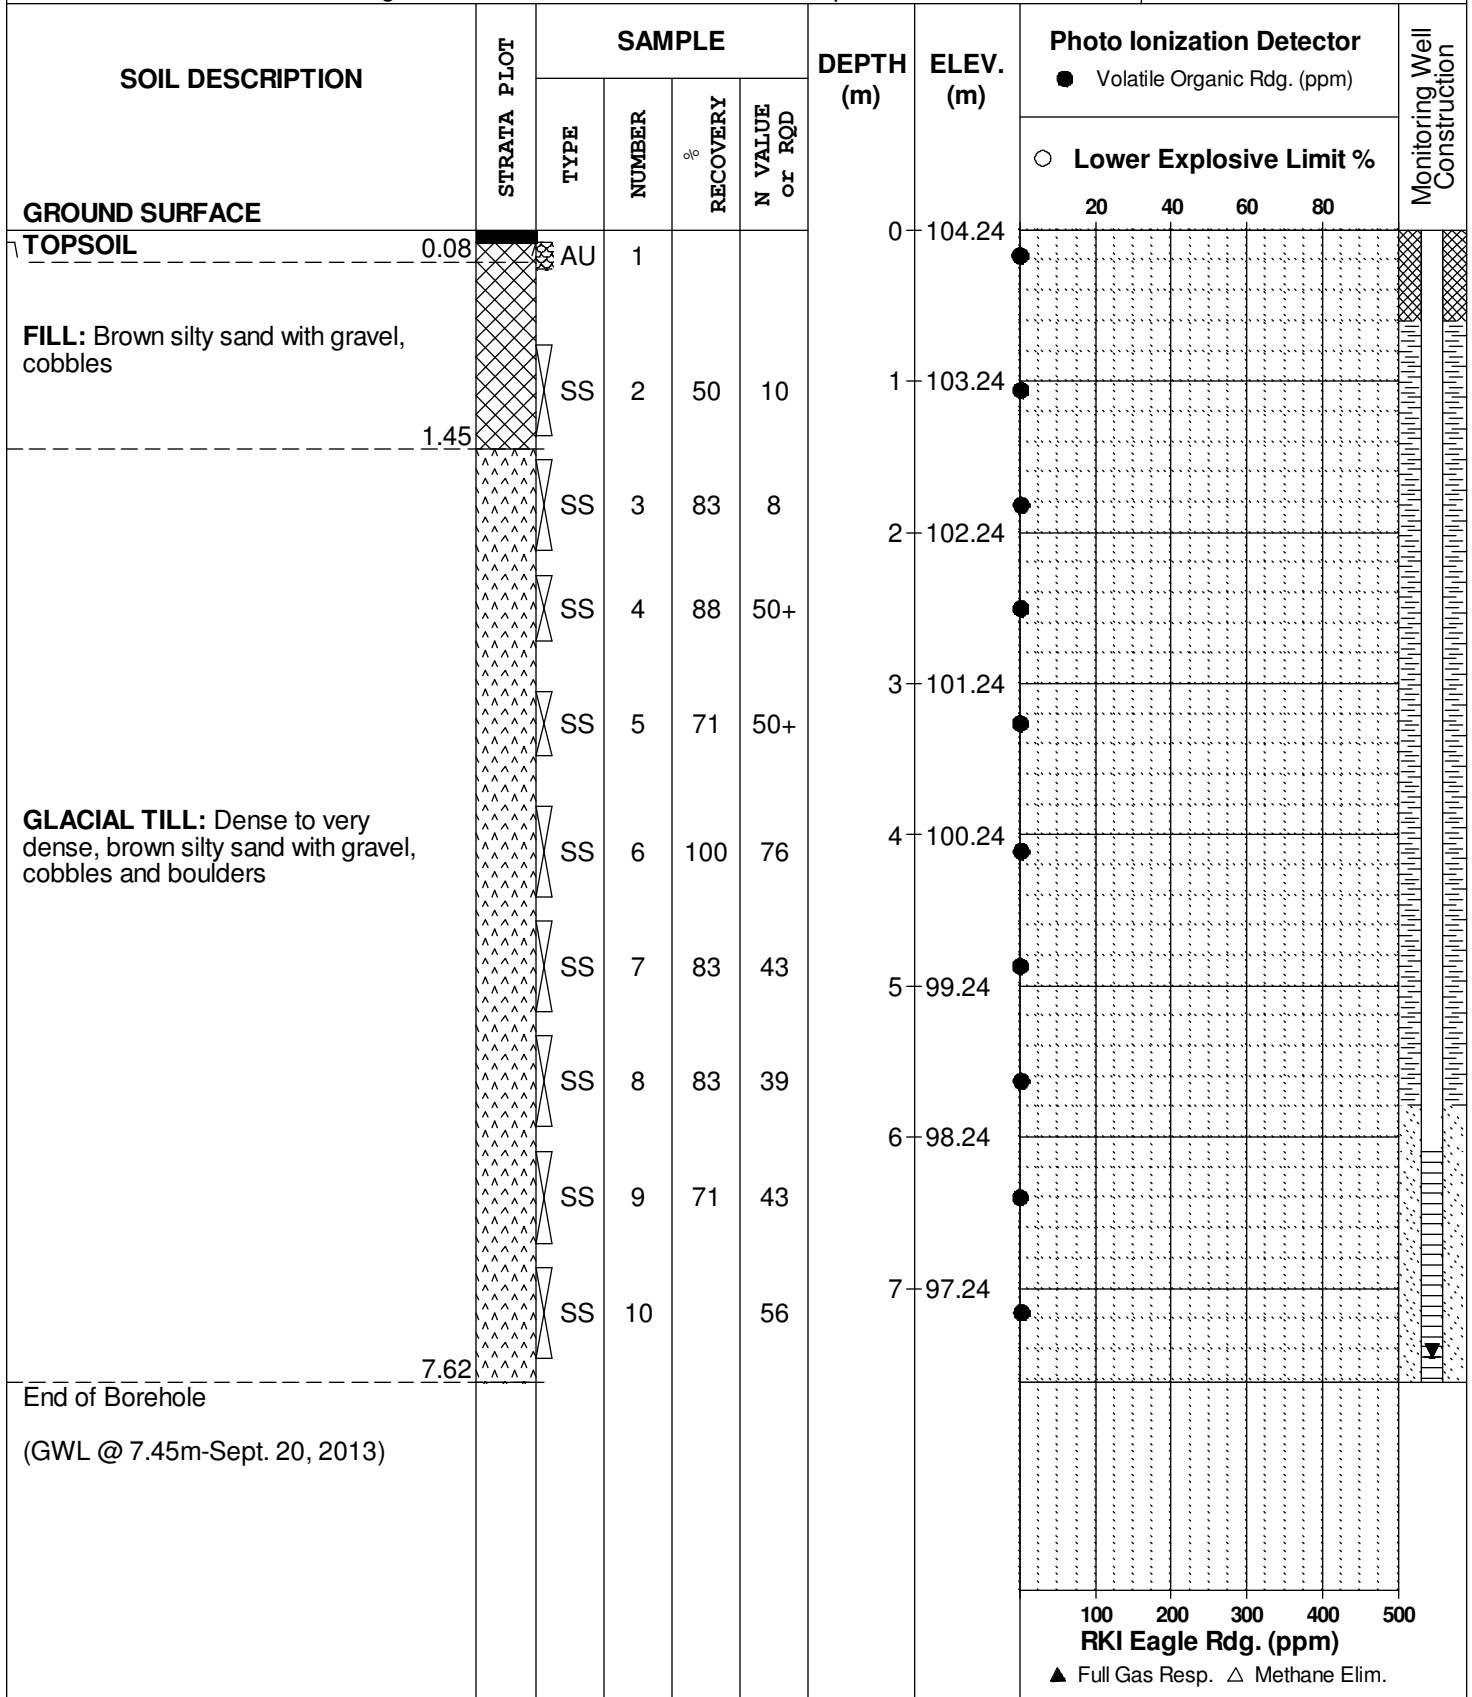 SOIL DESCRIPTION
GROUND SURFACE
STRATA PLOT
SAMPLE
TYPE
NUMBER
%
RECOVERY
N VALUE
or RQD
DEPTH
(m)
ELEV.
(m)
Photo Ionization Detector
● Volatile Organic Rdg. (ppm)
○ Lower Explosive Limit %
20 40 60 80
Monitoring Well
Construction
TOPSOIL 0.08
AU 1
0 104.24
FILL: Brown silty sand with gravel,
cobbles
1.45
SS 2 50 10
1 103.24
SS 3 83 8
2 102.24
SS 4 88 50+
3 101.24
SS 5 71 50+
GLACIAL TILL: Dense to very
dense, brown silty sand with gravel,
cobbles and boulders
4 100.24
SS 6 100 76
SS 7 83 43
5 99.24
SS 8 83 39
6 98.24
SS 9 71 43
7 97.24
SS 10 56
7.62
End of Borehole
(GWL @ 7.45m-Sept. 20, 2013)
100 200 300 400 500
RKI Eagle Rdg. (ppm)
▲ Full Gas Resp. △ Methane Elim.